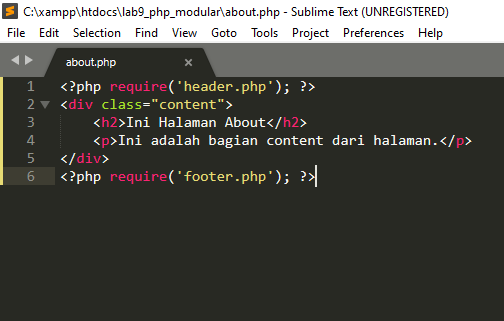 C:\xampp\htdocs\lab9_php_modular\about.php - Sublime Text (UNREGISTERED)
File Edit Selection Find View Goto Tools Project Preferences Help
about.php ×
1 <?php require('header.php'); ?>
2 <div class="content">
3 <h2>Ini Halaman About</h2>
4 <p>Ini adalah bagian content dari halaman.</p>
5 </div>
6 <?php require('footer.php'); ?>